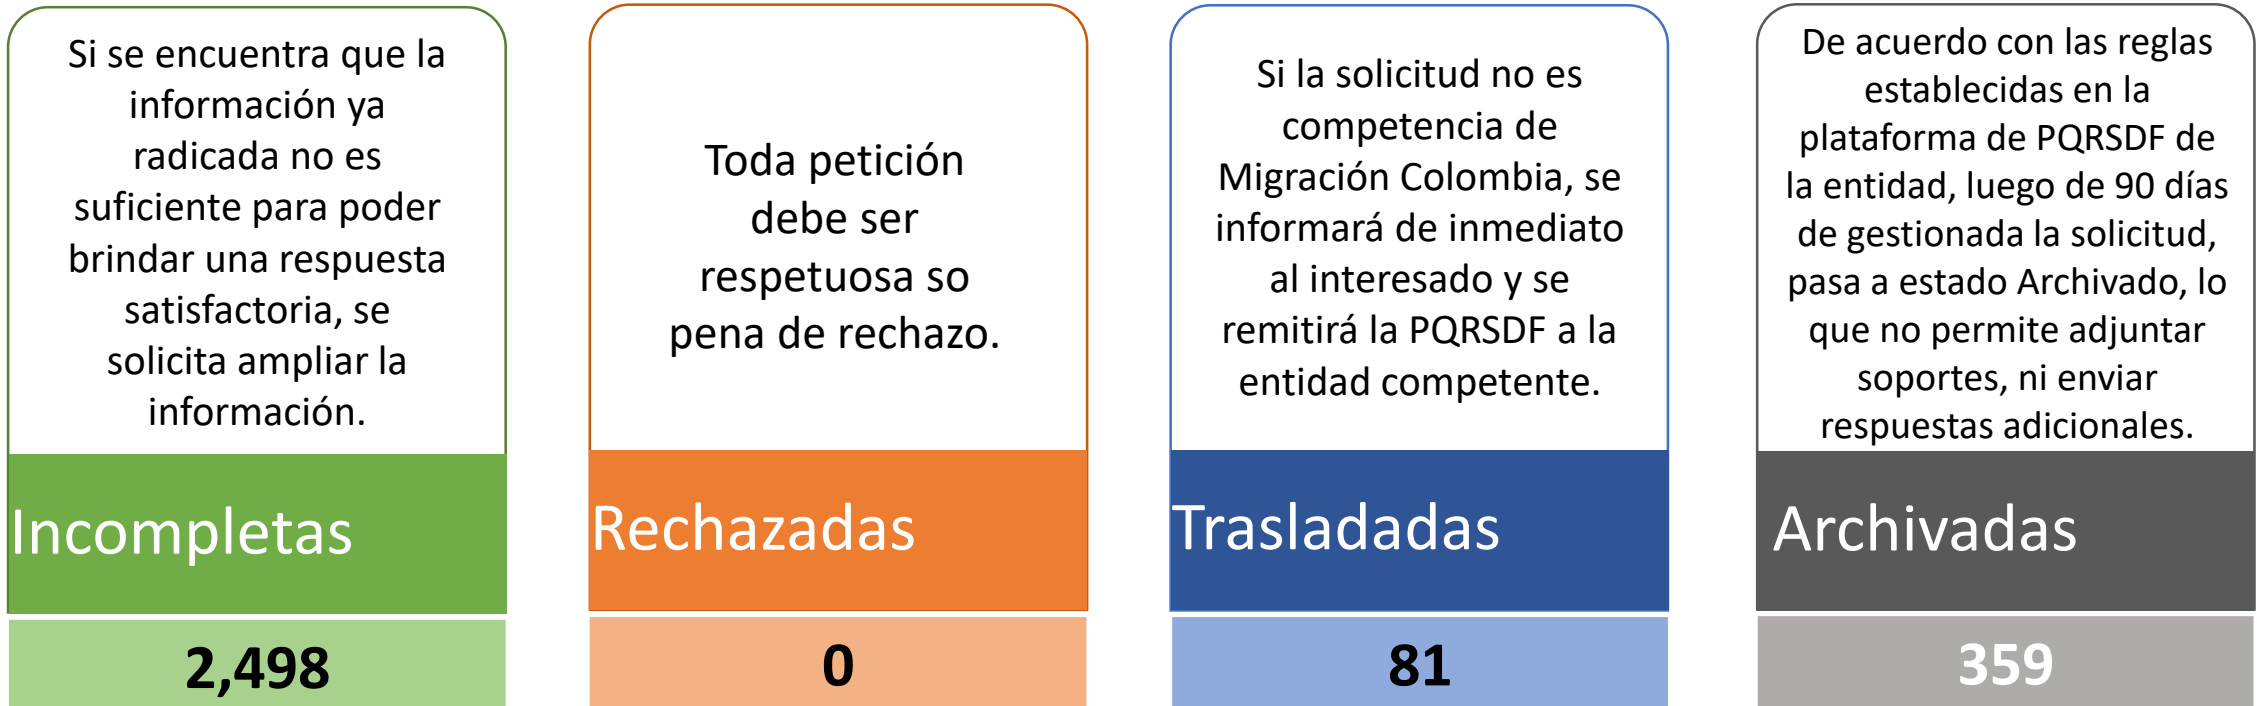 Si se encuentra que la
información ya
radicada no es
suficiente para poder
brindar una respuesta
satisfactoria, se
solicita ampliar la
información.
Incompletas
2,498
Toda petición
debe ser
respetuosa so
pena de rechazo.
Rechazadas
0
Si la solicitud no es
competencia de
Migración Colombia, se
informará de inmediato
al interesado y se
remitirá la PQRSDF a la
entidad competente.
Trasladadas
81
De acuerdo con las reglas
establecidas en la
plataforma de PQRSDF de
la entidad, luego de 90 días
de gestionada la solicitud,
pasa a estado Archivado, lo
que no permite adjuntar
soportes, ni enviar
respuestas adicionales.
Archivadas
359